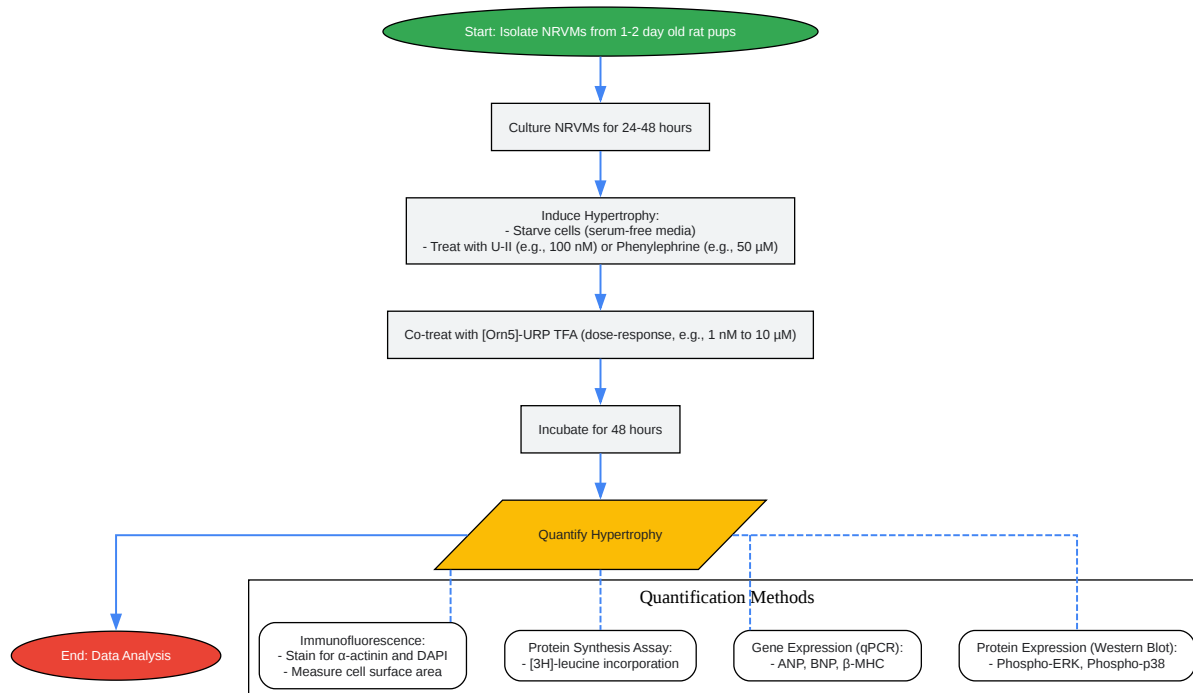 Start: Isolate NRVMs from 1-2 day old rat pups
Culture NRVMs for 24-48 hours
Induce Hypertrophy:
- Starve cells (serum-free media)
- Treat with U-II (e.g., 100 nM) or Phenylephrine (e.g., 50 µM)
Co-treat with [Orn5]-URP TFA (dose-response, e.g., 1 nM to 10 µM)
Incubate for 48 hours
Quantify Hypertrophy
Quantification Methods
End: Data Analysis
Immunofluorescence:
- Stain for α-actinin and DAPI
- Measure cell surface area
Protein Synthesis Assay:
- [3H]-leucine incorporation
Gene Expression (qPCR):
- ANP, BNP, β-MHC
Protein Expression (Western Blot):
- Phospho-ERK, Phospho-p38